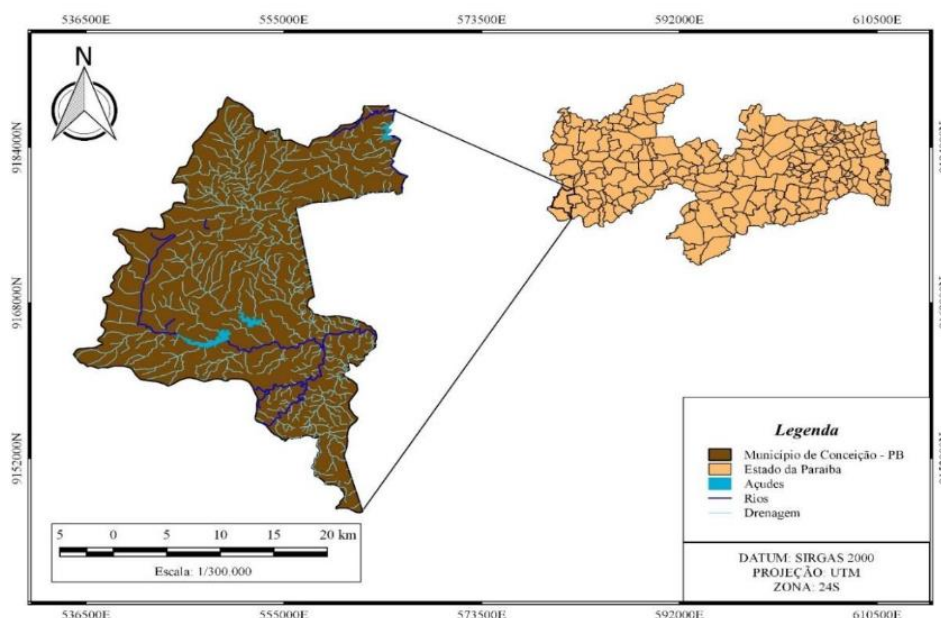 536500E 555000E 573500E 592000E 610500E
N
9184000N
9168000N
9152000N
Legenda
Município de Conceição - PB
Estado da Paraiba
Açudes
Rios
Drenagem
5 0 5 10 15 20 km
Escala: 1/300.000
DATUM: SIRGAS 2000
PROJEÇÃO: UTM
ZONA: 24S
536500E 555000E 573500E 592000E 610500E